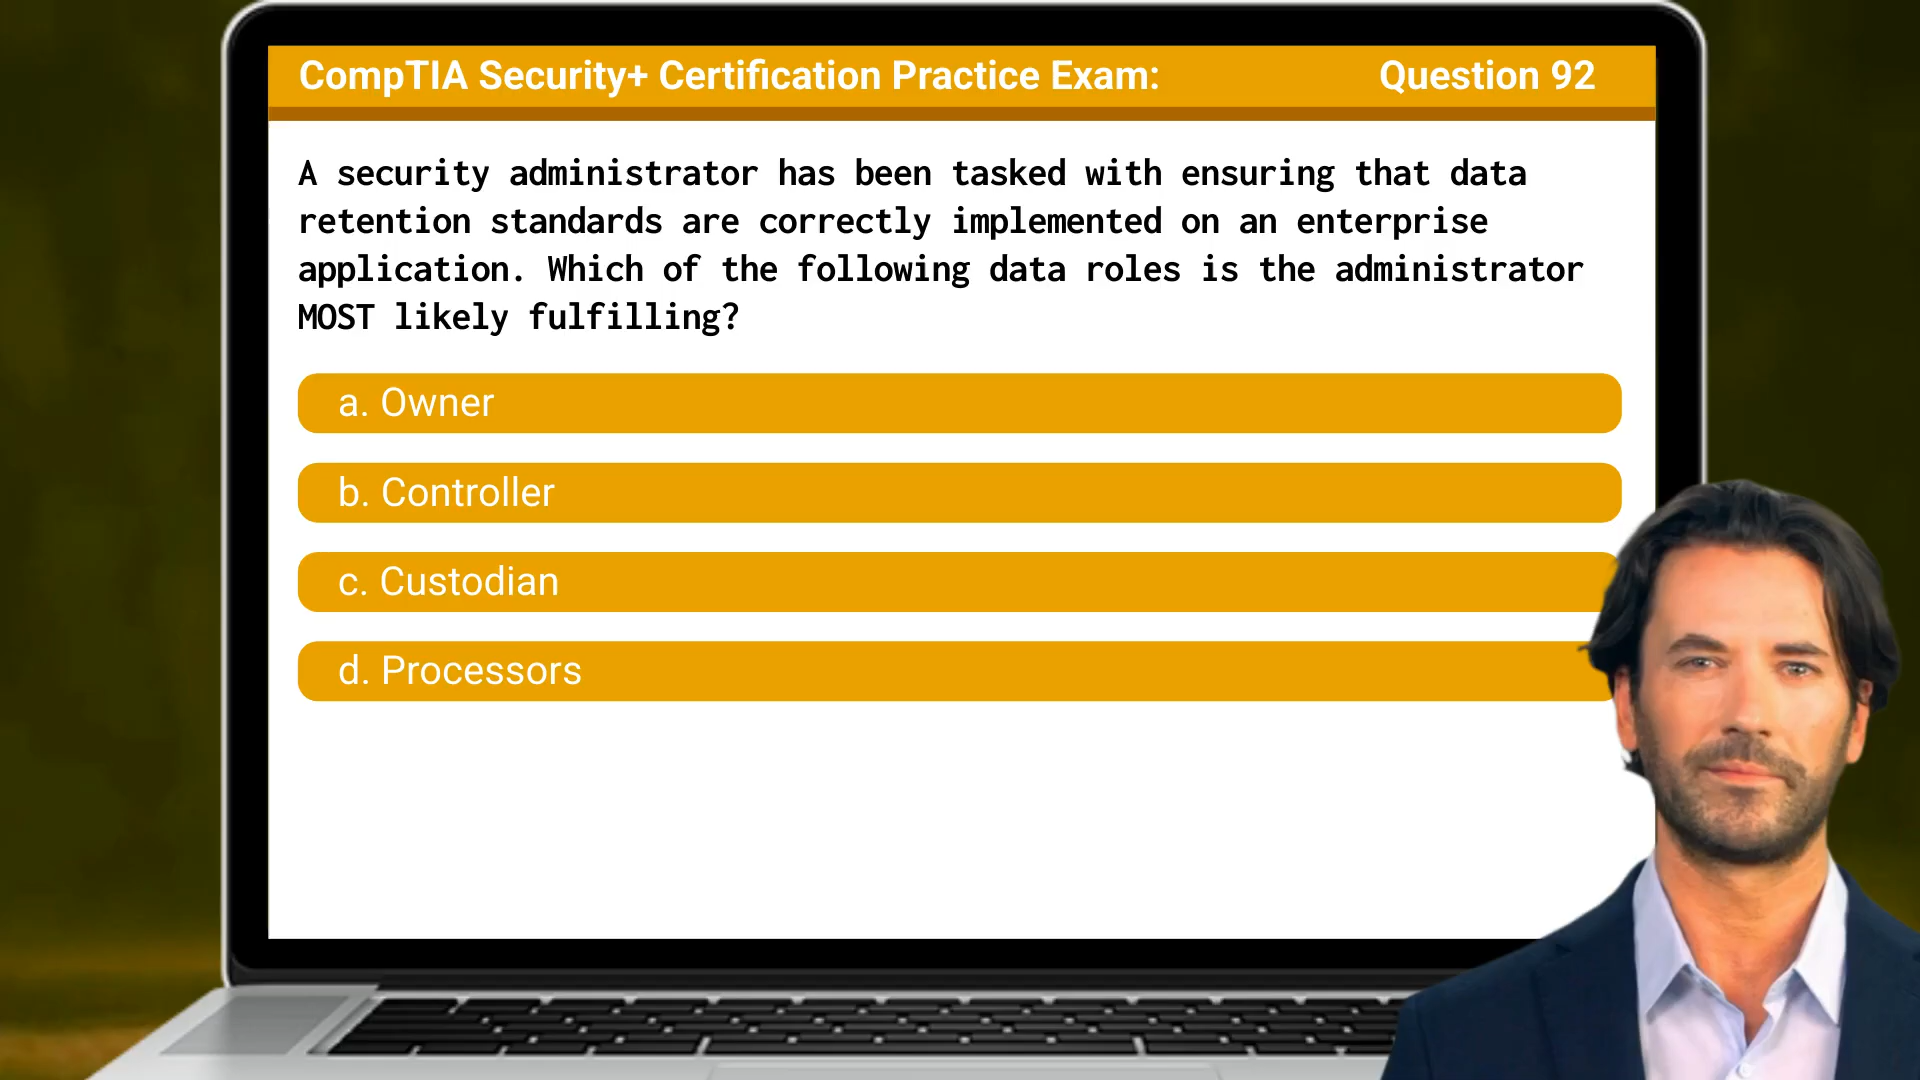 CompTIA Security+ Certification Practice Exam: Question 92
A security administrator has been tasked with ensuring that data
retention standards are correctly implemented on an enterprise
application. Which of the following data roles is the administrator
MOST likely fulfilling?
a. Owner
b. Controller
c. Custodian
d. Processors